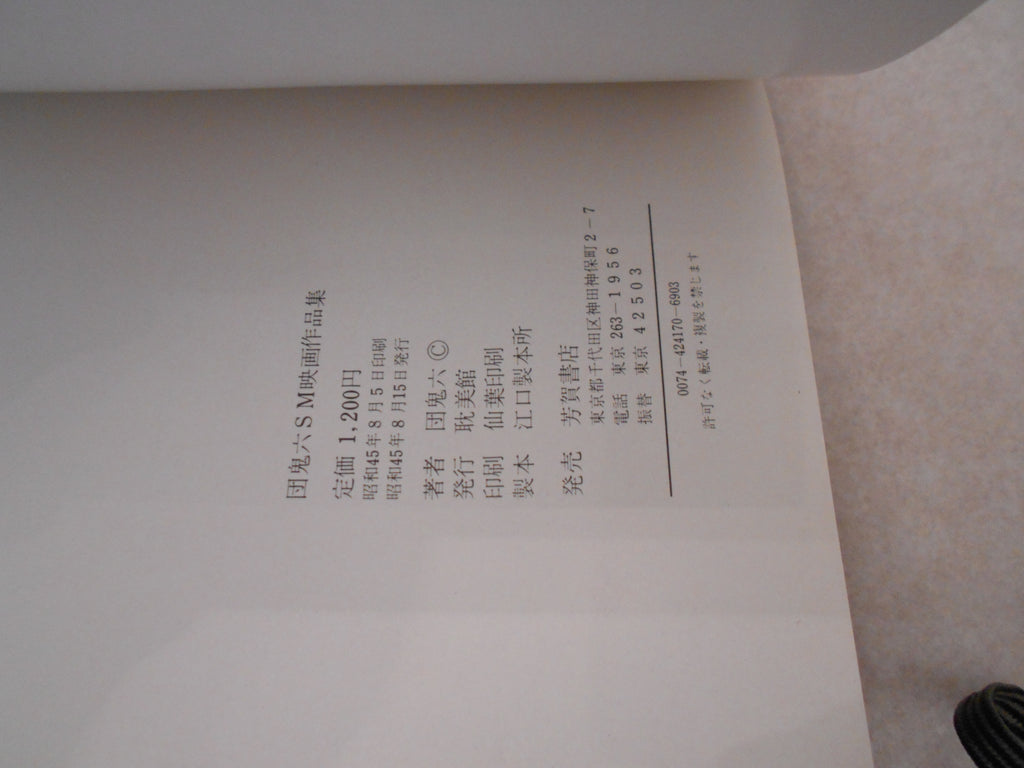 団鬼六SM映画作品集
定価 1,200円
昭和45年8月5日印刷
昭和45年8月15日発行
著者 団鬼六 ©
発行 耽美館
印刷 仙葉印刷
製本 江口製本所
発売 芳賀書店
東京都千代田区神田神保町2-7
電話 東京 263-1956
振替 東京 42503
0074-424170-6903
許可なく転載・複製を禁じます